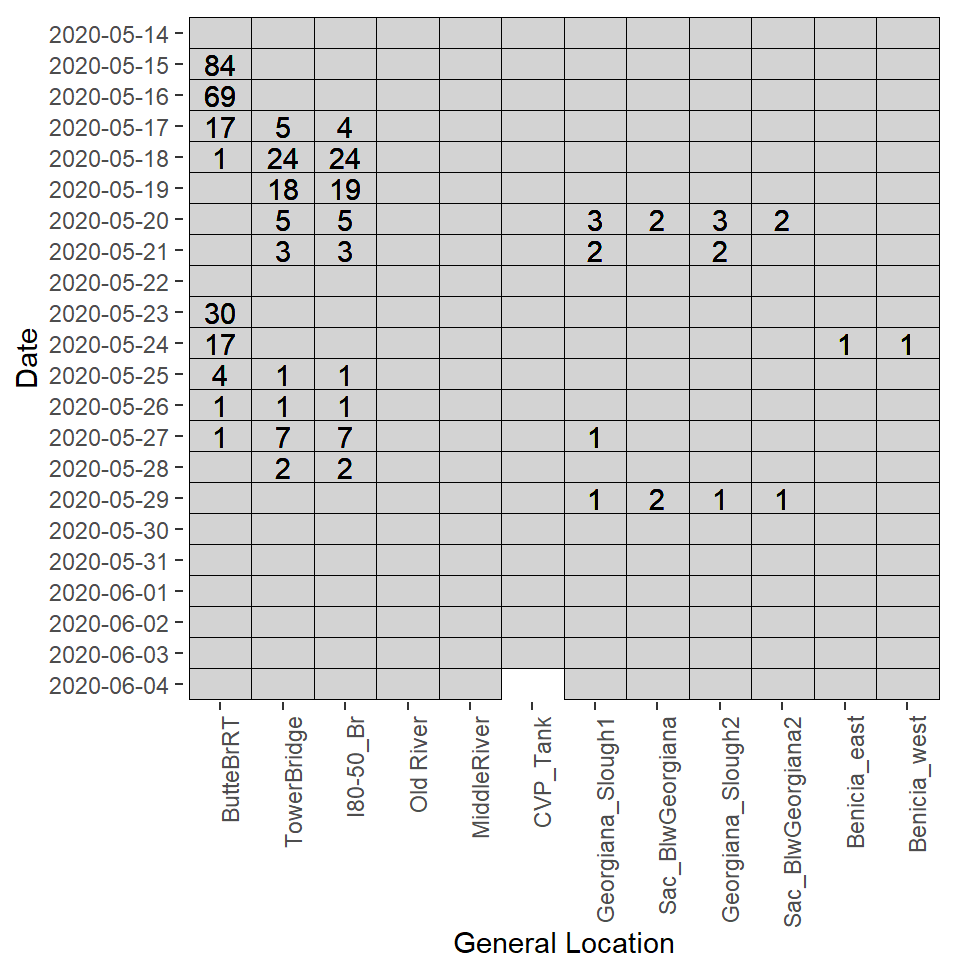 2020-05-14
2020-05-15 84
2020-05-16 69
2020-05-17 17 5 4
2020-05-18 1 24 24
2020-05-19 18 19
2020-05-20 5 5 3 2 3 2
2020-05-21 3 3 2 2
2020-05-22
2020-05-23 30
2020-05-24 17 1 1
2020-05-25 4 1 1
2020-05-26 1 1 1
2020-05-27 1 7 7 1
2020-05-28 2 2
2020-05-29 1 2 1 1
2020-05-30
2020-05-31
2020-06-01
2020-06-02
2020-06-03
2020-06-04
Date
ButteBrRT
TowerBridge
I80-50_Br
Old River
MiddleRiver
CVP_Tank
Georgiana_Slough1
Sac_BlwGeorgiana
Georgiana_Slough2
Sac_BlwGeorgiana2
Benicia_east
Benicia_west
General Location